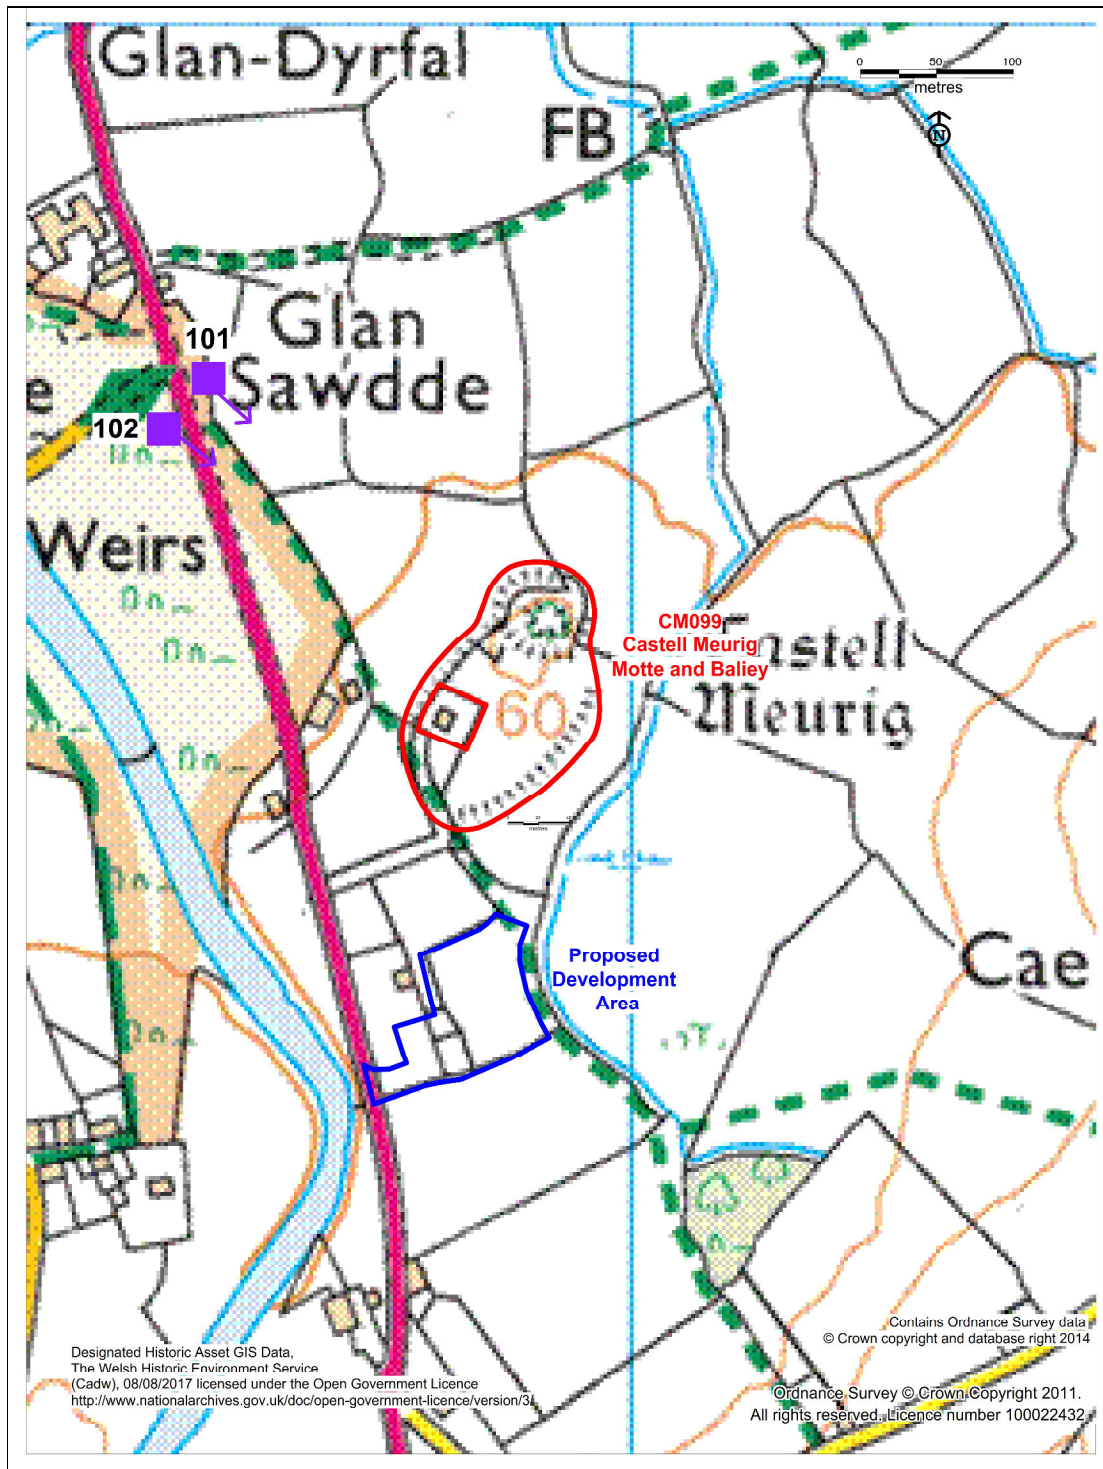 Glan-Dyrfal
0 50 100
metres
FB
N
Glan
Sawdde
101
102
e
Weirs
CM099
Castell Meurig
Motte and Baliey
Castell
Meurig
60
metres
Proposed
Development
Area
Cae
Contains Ordnance Survey data
© Crown copyright and database right 2014
Designated Historic Asset GIS Data,
The Welsh Historic Environment Service
(Cadw), 08/08/2017 licensed under the Open Government Licence
http://www.nationalarchives.gov.uk/doc/open-government-licence/version/3/
Ordnance Survey © Crown Copyright 2011.
All rights reserved. Licence number 100022432